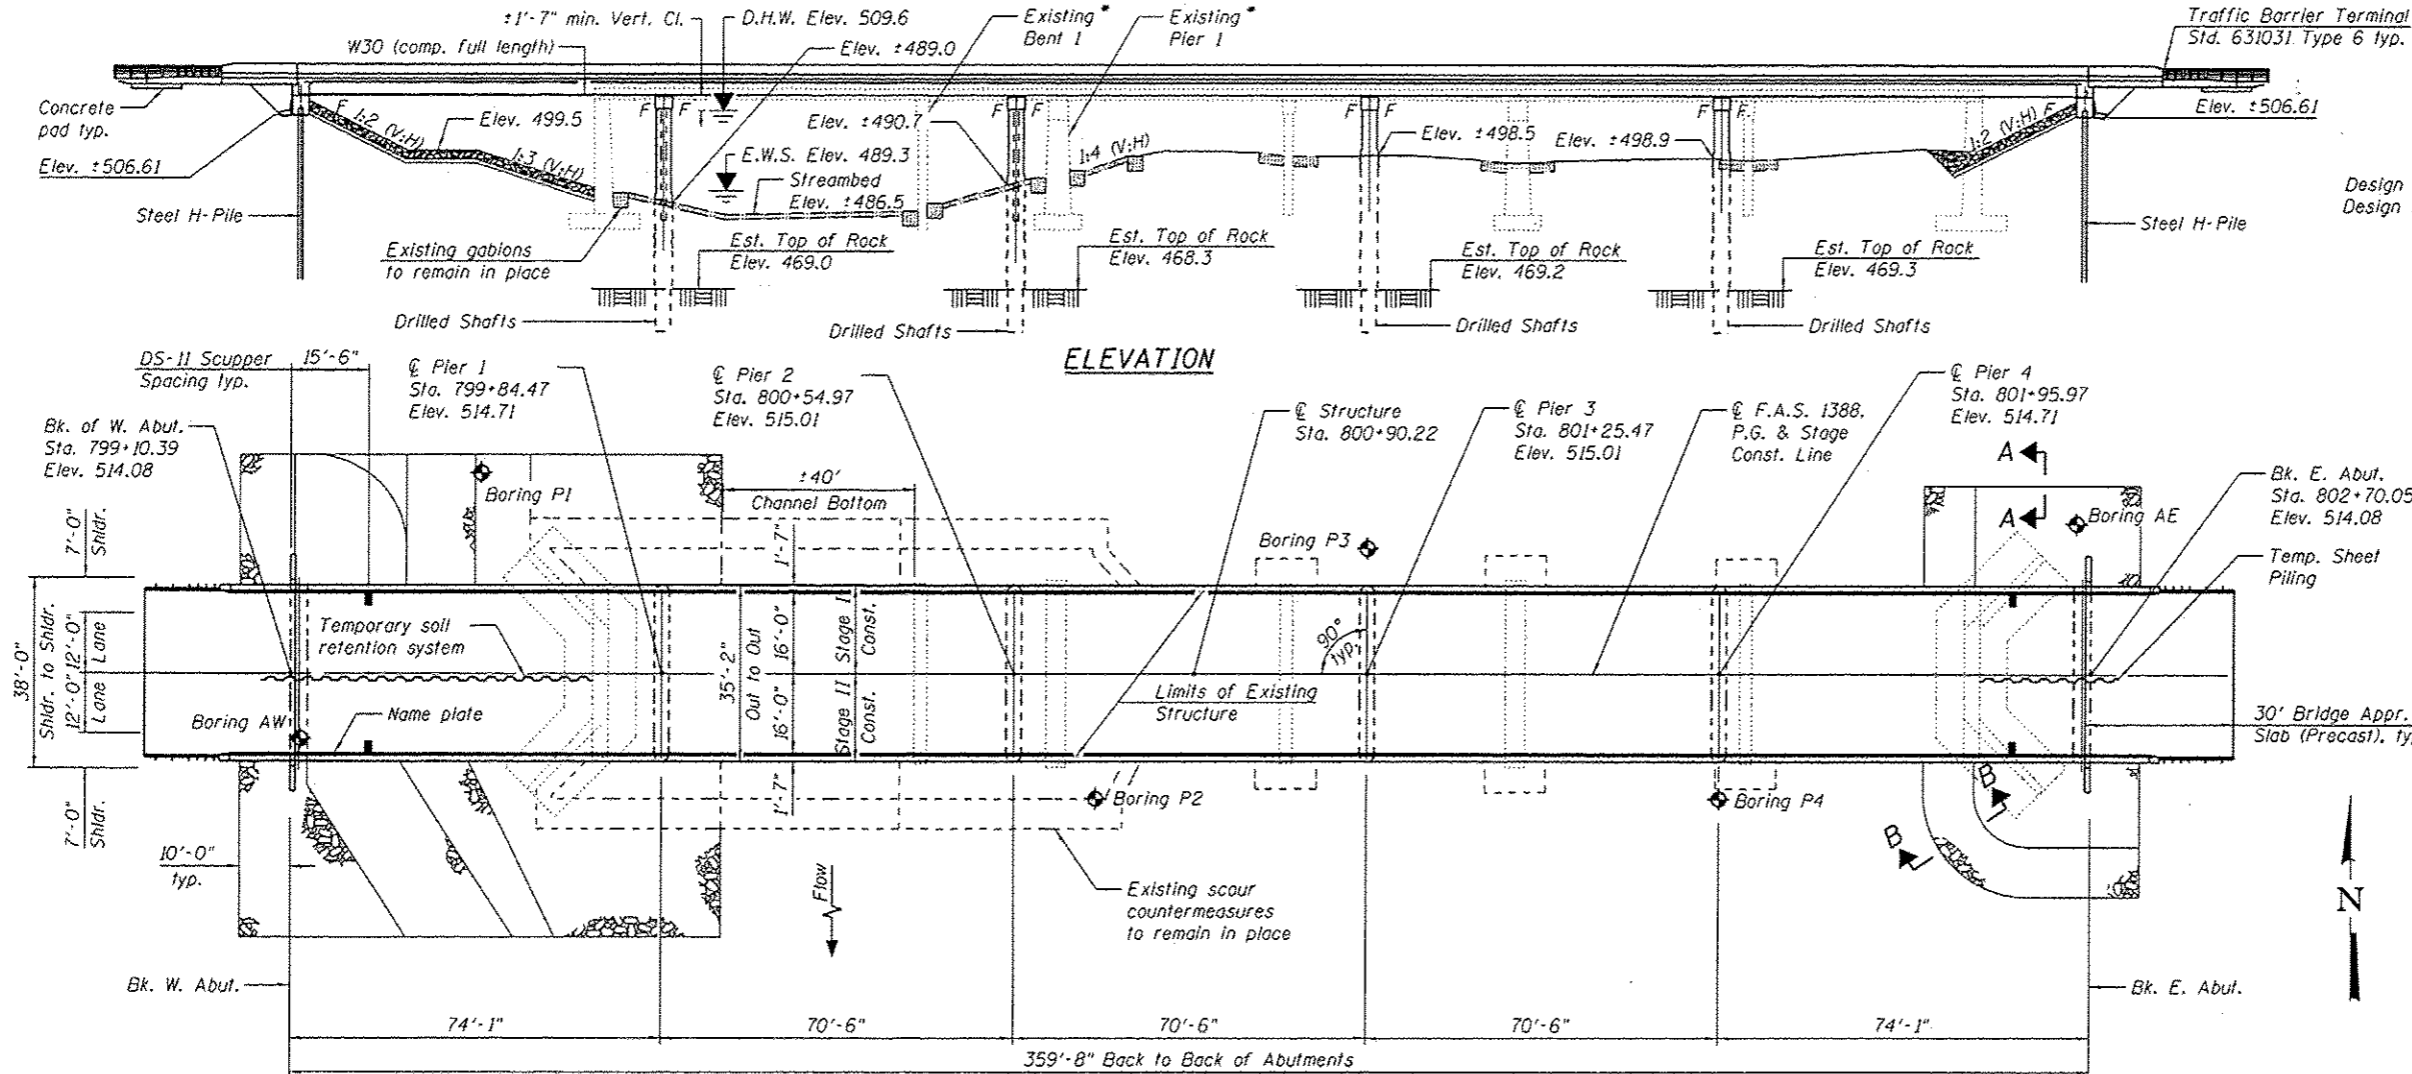 ±1'-7" min. Vert. Cl.
D.H.W. Elev. 509.6
Existing*
Bent 1
Existing*
Pier 1
Traffic Barrier Terminal
Std. 631031 Type 6 typ.
W30 (comp. full length)
Elev. ±489.0
Concrete
pad typ.
F
1:2 (V:H)
Elev. 499.5
F F
F F
F F
F F
1:2 (V:H)
F
Elev. ±506.61
Elev. ±490.7
Elev. ±498.5
Elev. ±498.9
1:4 (V:H)
1:3 (V:H)
E.W.S. Elev. 489.3
Elev. ±506.61
Streambed
Elev. ±486.5
Design
Design
Steel H-Pile
Steel H-Pile
Existing gabions
to remain in place
Est. Top of Rock
Elev. 469.0
Est. Top of Rock
Elev. 468.3
Est. Top of Rock
Elev. 469.2
Est. Top of Rock
Elev. 469.3
Drilled Shafts
Drilled Shafts
Drilled Shafts
Drilled Shafts
ELEVATION
DS-11 Scupper
Spacing typ.
15'-6"
℄ Pier 1
Sta. 799+84.47
Elev. 514.71
℄ Pier 2
Sta. 800+54.97
Elev. 515.01
℄ Structure
Sta. 800+90.22
℄ Pier 3
Sta. 801+25.47
Elev. 515.01
℄ F.A.S. 1388,
P.G. & Stage
Const. Line
℄ Pier 4
Sta. 801+95.97
Elev. 514.71
Bk. of W. Abut.
Sta. 799+10.39
Elev. 514.08
A
A
Bk. E. Abut.
Sta. 802+70.05
Elev. 514.08
Boring P1
±40'
Channel Bottom
Boring P3
Boring AE
7'-0"
Shldr.
1'-7"
Temp. Sheet
Piling
38'-0"
Shldr. to Shldr.
12'-0" 12'-0"
Lane Lane
Temporary soil
retention system
35'-2"
Out to Out
16'-0" 16'-0"
Stage II Stage I
Const. Const.
90°
typ.
Limits of Existing
Structure
Boring AW
Name plate
30' Bridge Appr.
Slab (Precast), ty
7'-0"
Shldr.
1'-7"
Boring P2
Boring P4
B
B
10'-0"
typ.
Flow
Existing scour
countermeasures
to remain in place
N
Bk. W. Abut.
Bk. E. Abut.
74'-1"
70'-6"
70'-6"
70'-6"
74'-1"
359'-8" Back to Back of Abutments